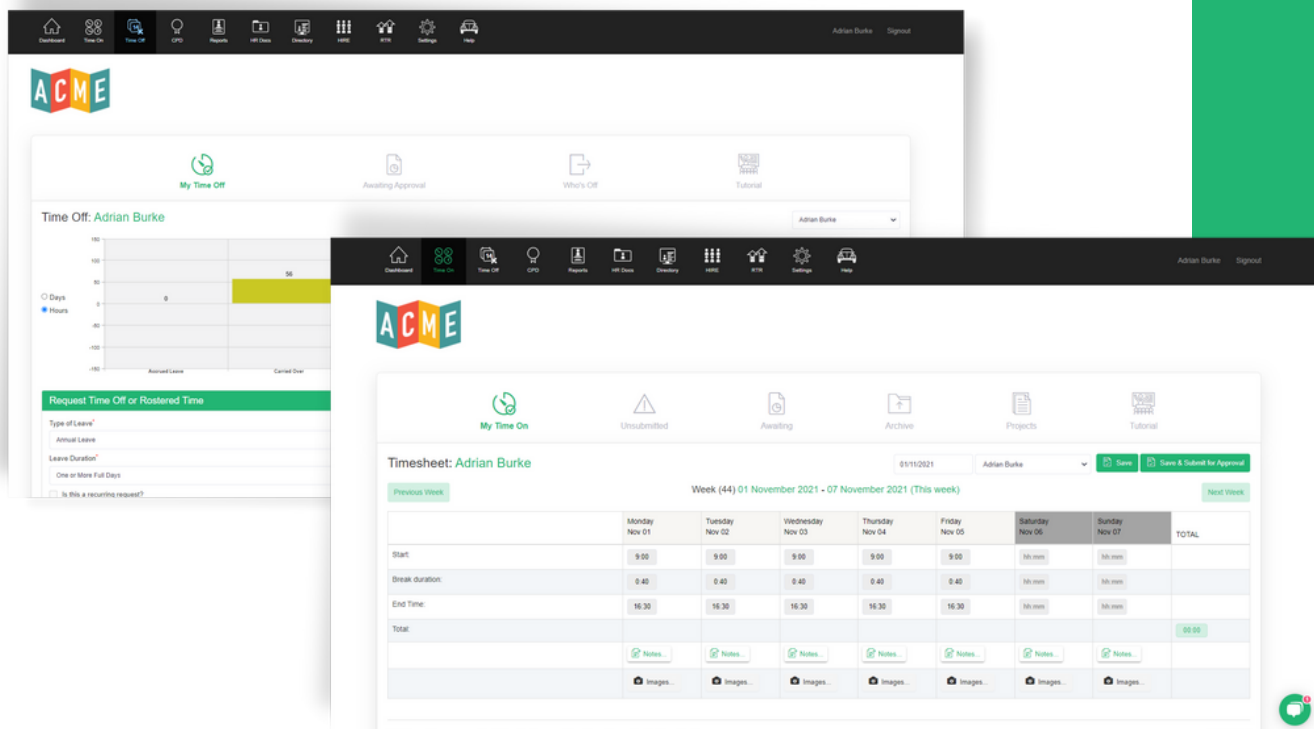 Dashboard Time On Time Off CPD Reports HR Docs Directory HIRE RTR Settings Help Adrian Burke Signout
ACME
My Time Off Awaiting Approval Who's Off Tutorial
Time Off: Adrian Burke Adrian Burke
150
100
50
0
-50
-100
-150
Days
Hours
0 56
Accrued Leave Carried Over
Request Time Off or Rostered Time
Type of Leave*
Annual Leave
Leave Duration*
One or More Full Days
Is this a recurring request?
Dashboard Time On Time Off CPD Reports HR Docs Directory HIRE RTR Settings Help Adrian Burke Signout
ACME
My Time On Unsubmitted Awaiting Archive Projects Tutorial
Timesheet: Adrian Burke 01/11/2021 Adrian Burke Save Save & Submit for Approval
Previous Week Week (44) 01 November 2021 - 07 November 2021 (This week) Next Week
Monday Tuesday Wednesday Thursday Friday Saturday Sunday
Nov 01 Nov 02 Nov 03 Nov 04 Nov 05 Nov 06 Nov 07 TOTAL
Start: 9:00 9:00 9:00 9:00 9:00 hh:mm hh:mm
Break duration: 0:40 0:40 0:40 0:40 0:40 hh:mm hh:mm
End Time: 16:30 16:30 16:30 16:30 16:30 hh:mm hh:mm
Total: 00:00
Notes... Notes... Notes... Notes... Notes... Notes... Notes...
Images... Images... Images... Images... Images... Images... Images...